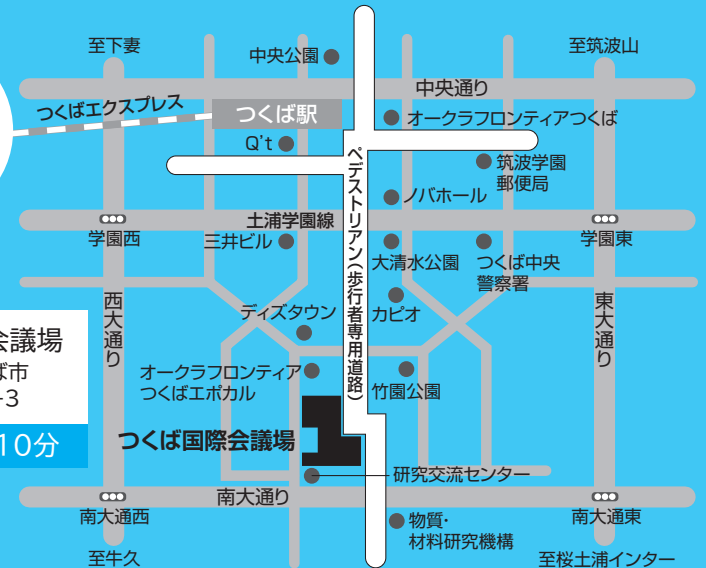 至下妻
中央公園
至筑波山
つくばエクスプレス
つくば駅
中央通り
オークラフロンティアつくば
Q't
筑波学園
郵便局
ペデストリアン(歩行者専用道路)
ノバホール
土浦学園線
学園西
三井ビル
大清水公園
つくば中央
警察署
学園東
西大通り
東大通り
ディズタウン
カピオ
会議場
ば市
-3
10分
オークラフロンティア
つくばエポカル
竹園公園
つくば国際会議場
研究交流センター
南大通り
南大通西
物質・
材料研究機構
南大通東
至牛久
至桜土浦インター